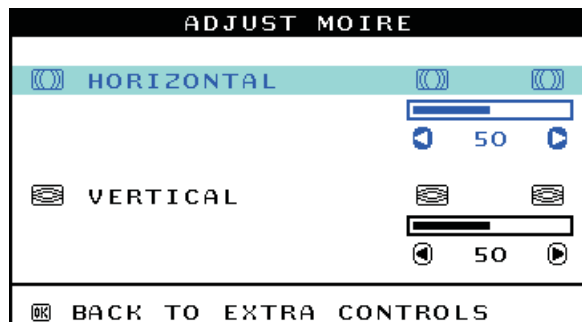 ADJUST MOIRE
HORIZONTAL
50
VERTICAL
50
OK BACK TO EXTRA CONTROLS